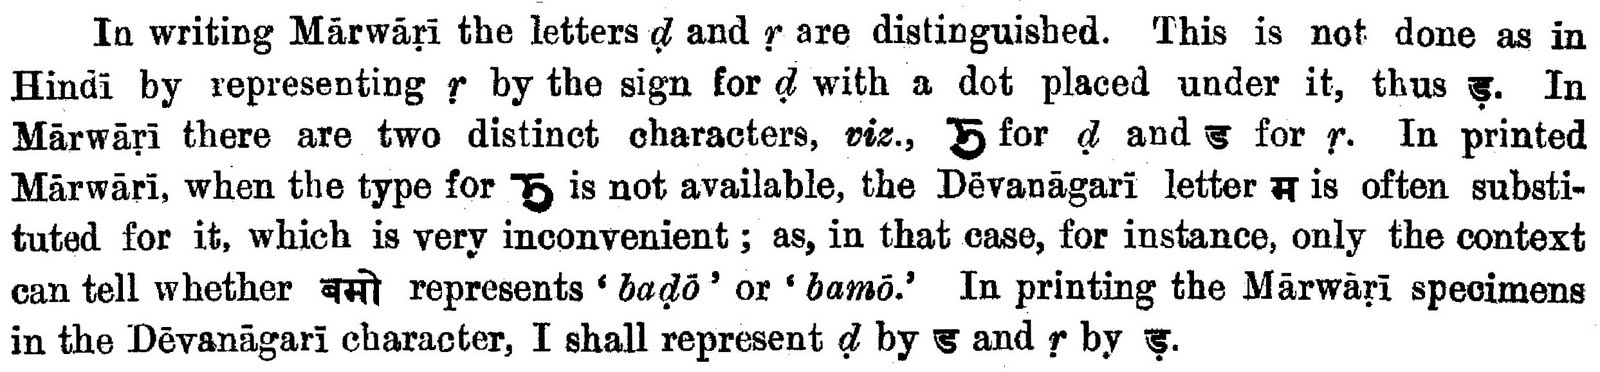 In writing Mārwāṛī the letters ḍ and ṛ are distinguished. This is not done as in
Hindī by representing ṛ by the sign for ḍ with a dot placed under it, thus ड़. In
Mārwāṛī there are two distinct characters, viz., ॸ for ḍ and ड for ṛ. In printed
Mārwāṛī, when the type for ॸ is not available, the Dēvanāgarī letter म is often substi-
tuted for it, which is very inconvenient; as, in that case, for instance, only the context
can tell whether बमो represents ‘baḍō’ or ‘bamō.’ In printing the Mārwāṛī specimens
in the Dēvanāgarī character, I shall represent ḍ by ड and ṛ by ड़.